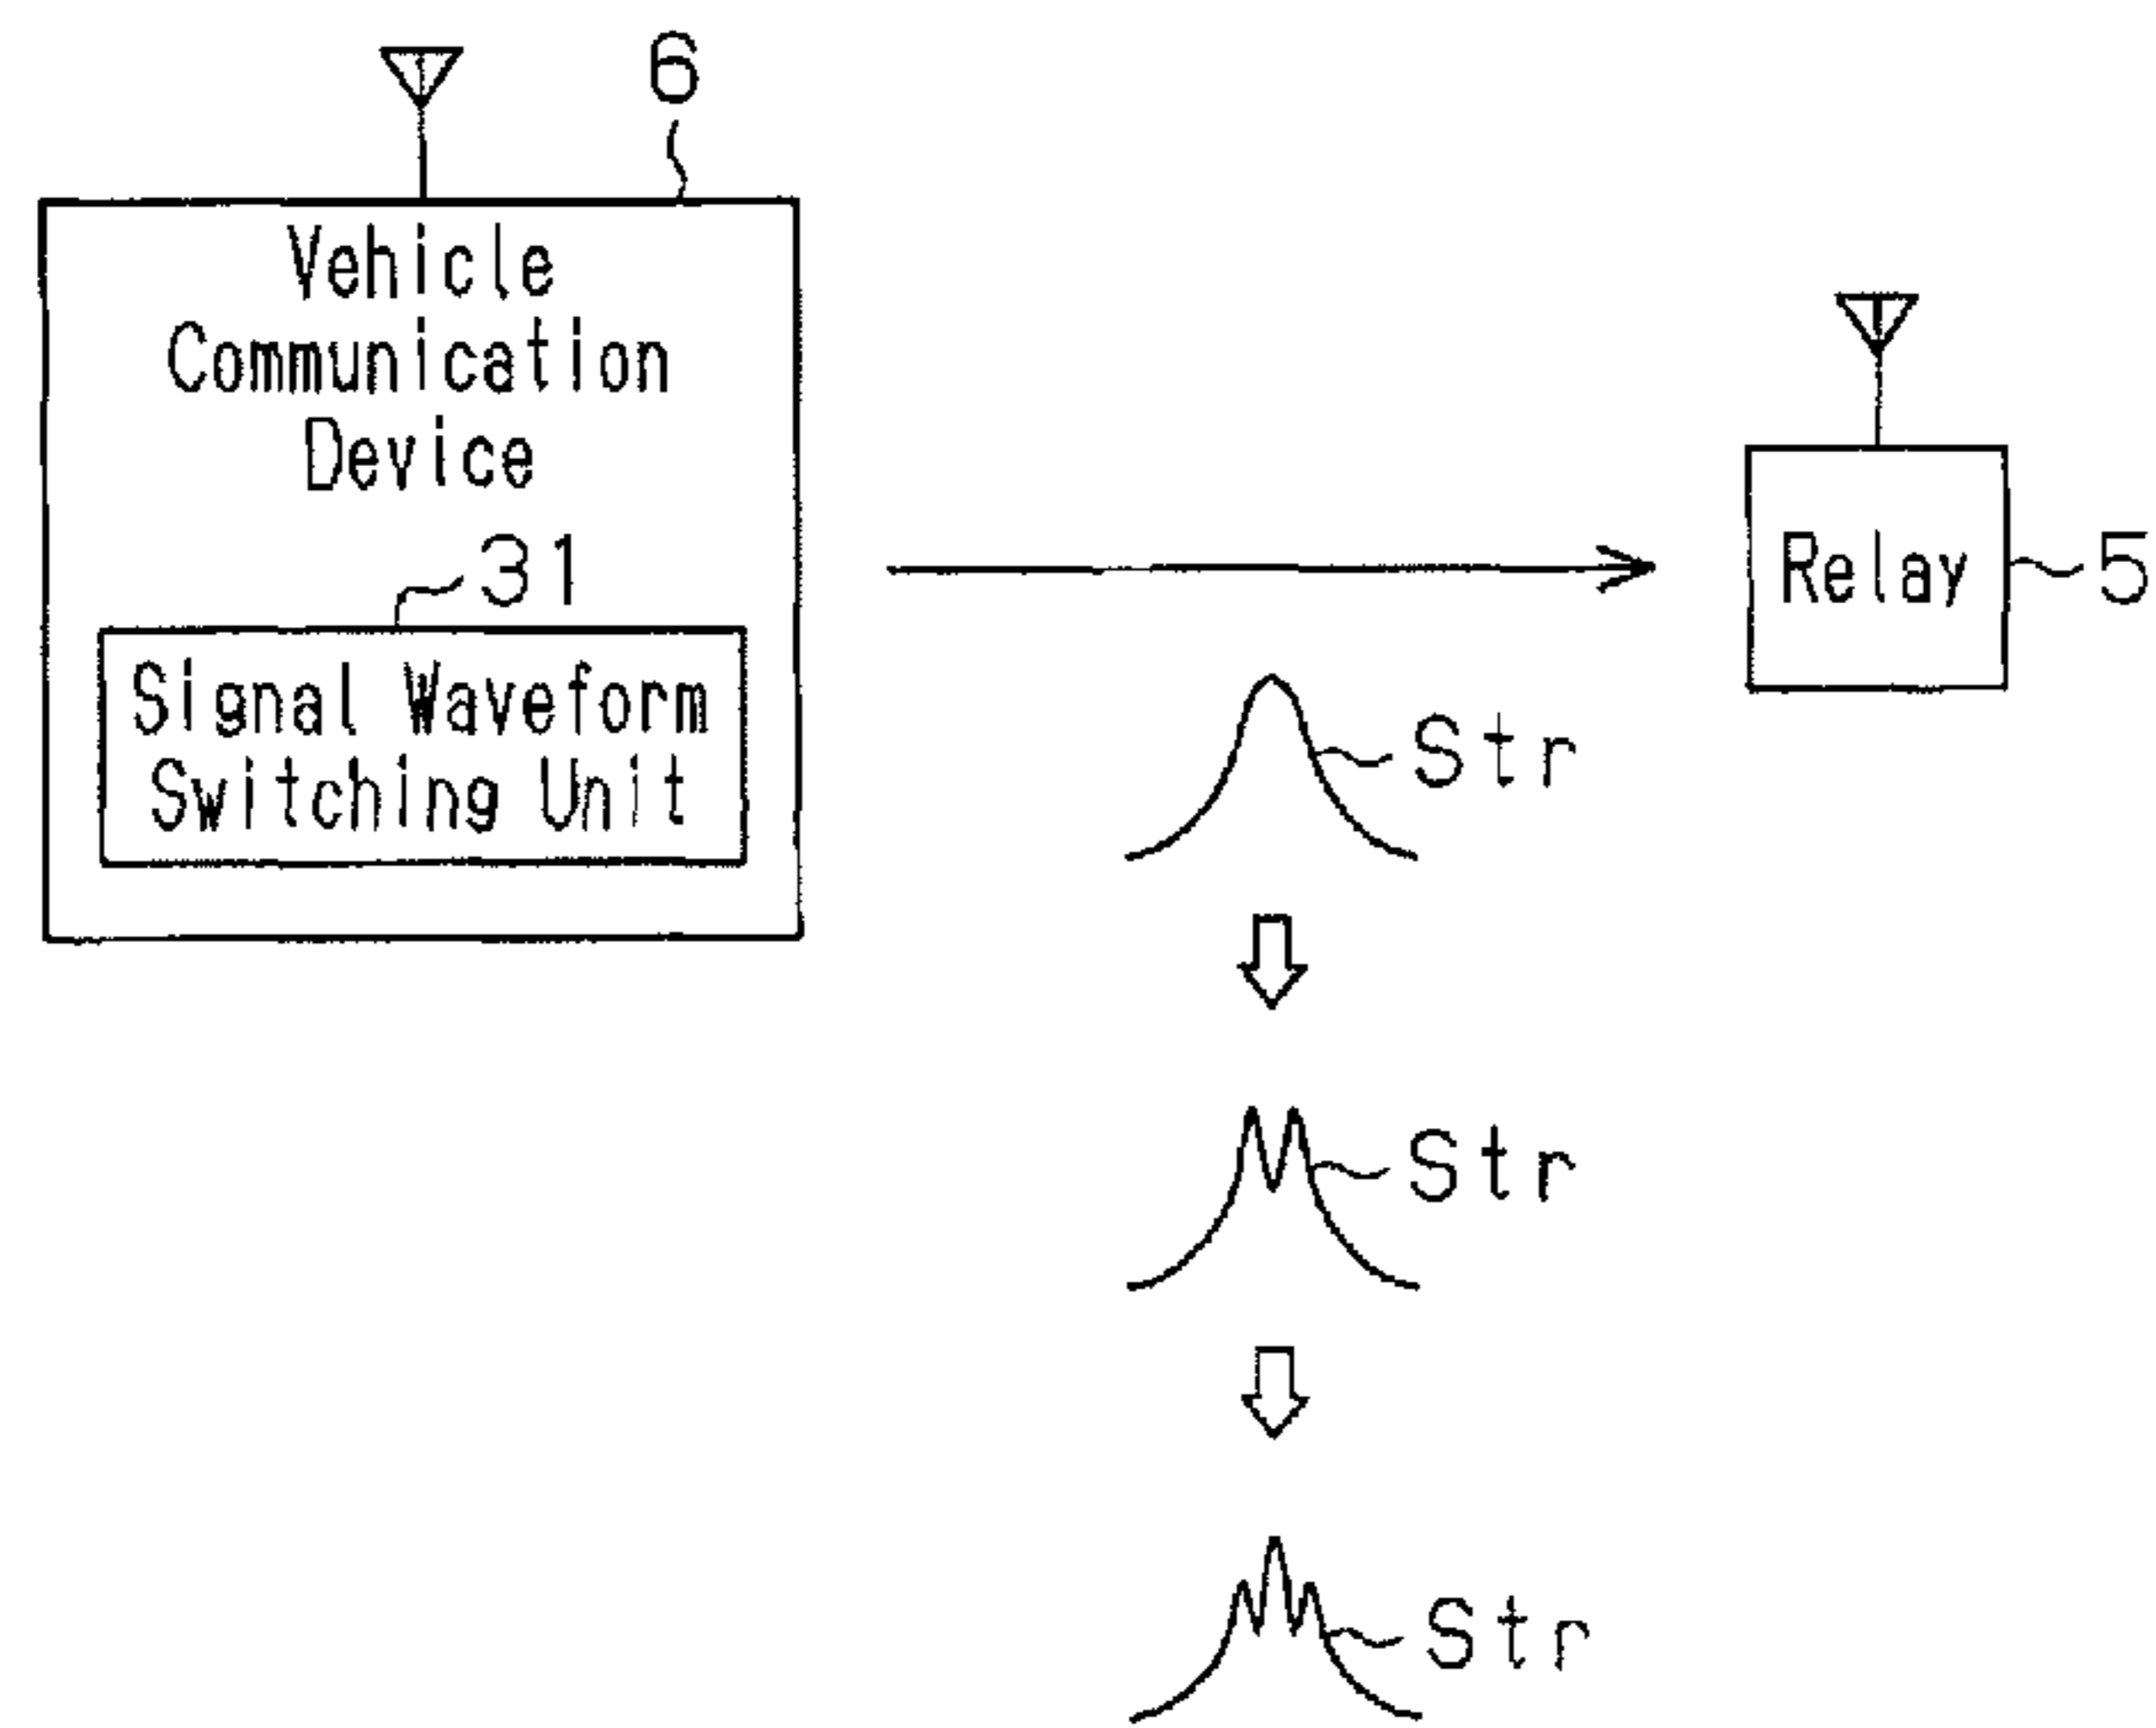 6
Vehicle
Communication
Device
31
Signal Waveform
Switching Unit
Relay
5
Str
Str
Str